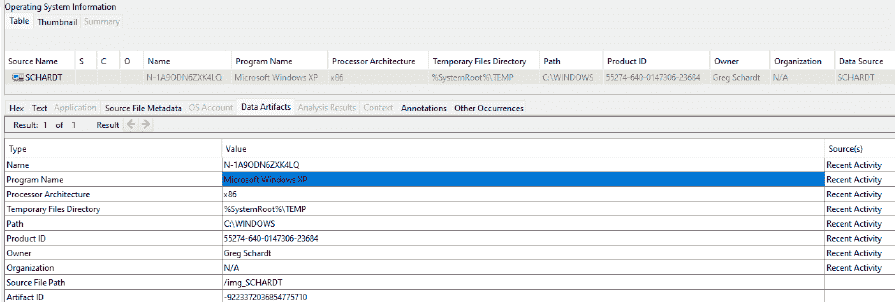 Operating System Information
Table Thumbnail Summary
Source Name S C O Name Program Name Processor Architecture Temporary Files Directory Path Product ID Owner Organization Data Source
SCHARDT N-1A9ODN6ZXK4LQ Microsoft Windows XP x86 %SystemRoot%\TEMP C:\WINDOWS 55274-640-0147306-23684 Greg Schardt N/A SCHARDT
Hex Text Application Source File Metadata OS Account Data Artifacts Analysis Results Context Annotations Other Occurrences
Result: 1 of 1 Result
Type Value Source(s)
Name N-1A9ODN6ZXK4LQ Recent Activity
Program Name Microsoft Windows XP Recent Activity
Processor Architecture x86 Recent Activity
Temporary Files Directory %SystemRoot%\TEMP Recent Activity
Path C:\WINDOWS Recent Activity
Product ID 55274-640-0147306-23684 Recent Activity
Owner Greg Schardt Recent Activity
Organization N/A Recent Activity
Source File Path /img_SCHARDT
Artifact ID -9223372036854775710